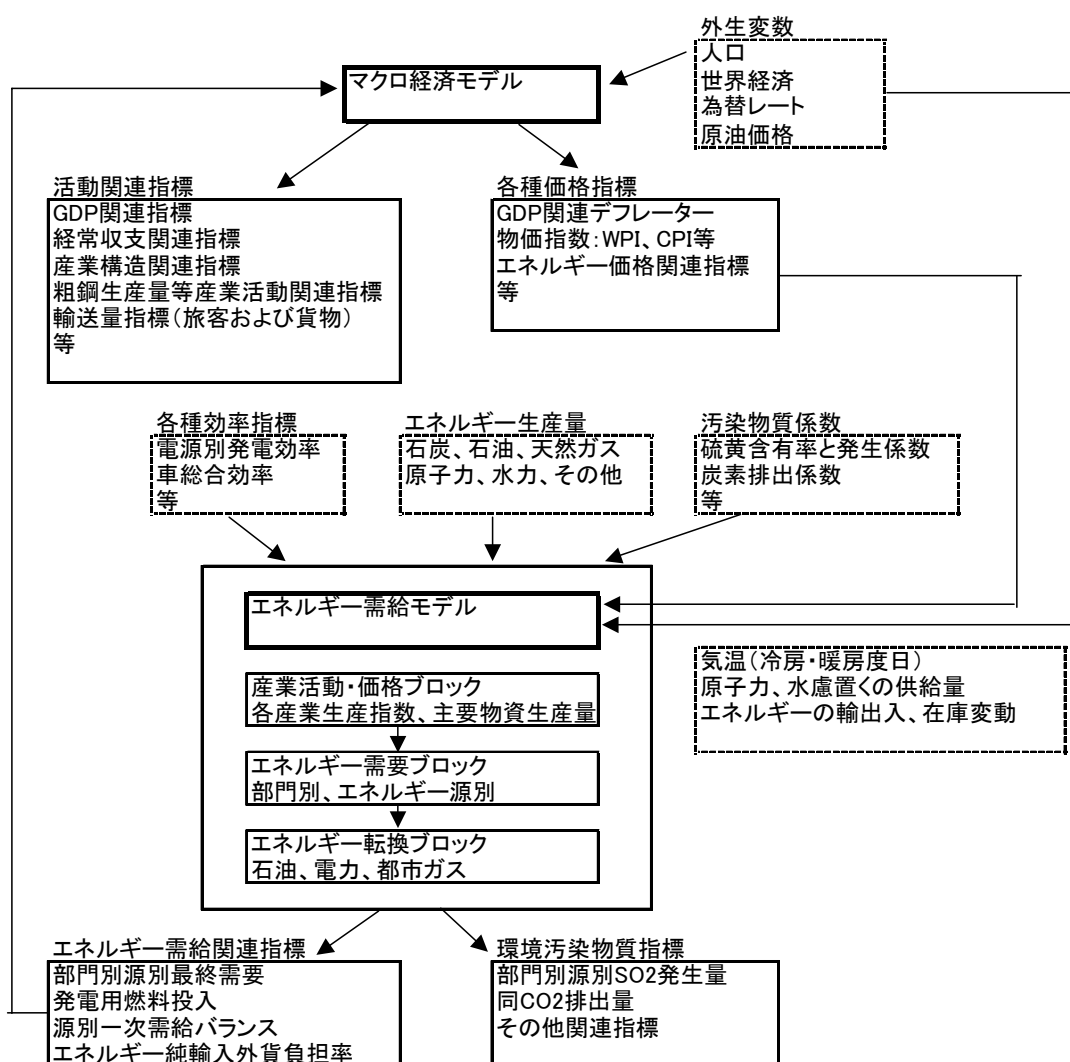 外生変数
人口
世界経済
為替レート
原油価格
マクロ経済モデル
活動関連指標
GDP関連指標
経常収支関連指標
産業構造関連指標
粗鋼生産量等産業活動関連指標
輸送量指標（旅客および貨物）
等
各種価格指標
GDP関連デフレーター
物価指数：WPI、CPI等
エネルギー価格関連指標
等
各種効率指標
電源別発電効率
車総合効率
等
エネルギー生産量
石炭、石油、天然ガス
原子力、水力、その他
汚染物質係数
硫黄含有率と発生係数
炭素排出係数
等
エネルギー需給モデル
産業活動・価格ブロック
各産業生産指数、主要物資生産量
エネルギー需要ブロック
部門別、エネルギー源別
エネルギー転換ブロック
石油、電力、都市ガス
気温（冷房・暖房度日）
原子力、水慮置くの供給量
エネルギーの輸出入、在庫変動
エネルギー需給関連指標
部門別源別最終需要
発電用燃料投入
源別一次需給バランス
エネルギー純輸入外貨負担率
環境汚染物質指標
部門別源別SO2発生量
同CO2排出量
その他関連指標